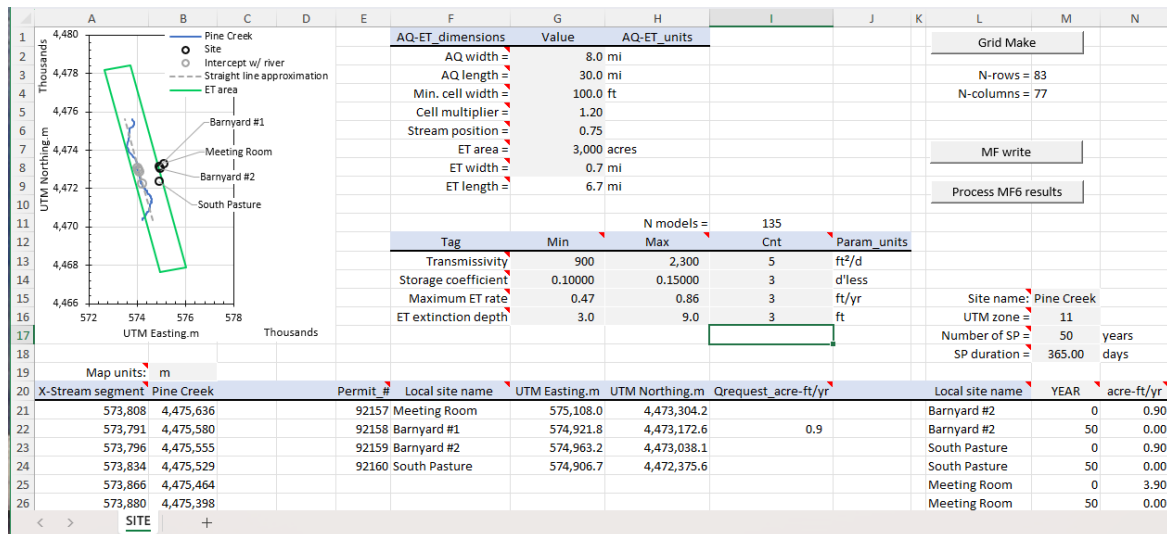 A B C D E F G H I J K L M N
1 AQ-ET_dimensions Value AQ-ET_units Grid Make
2 AQ width = 8.0 mi
3 AQ length = 30.0 mi N-rows = 83
4 Min. cell width = 100.0 ft N-columns = 77
5 Cell multiplier = 1.20
6 Stream position = 0.75
7 ET area = 3,000 acres MF write
8 ET width = 0.7 mi
9 ET length = 6.7 mi Process MF6 results
10
11 N models = 135
12 Tag Min Max Cnt Param_units
13 Transmissivity 900 2,300 5 ft²/d
14 Storage coefficient 0.10000 0.15000 3 d'less
15 Maximum ET rate 0.47 0.86 3 ft/yr Site name: Pine Creek
16 ET extinction depth 3.0 9.0 3 ft UTM zone = 11
17 Number of SP = 50 years
18 SP duration = 365.00 days
Thousands
UTM Northing.m
4,480
4,478
4,476
4,474
4,472
4,470
4,468
4,466
572 574 576 578
UTM Easting.m Thousands
Pine Creek
Site
Intercept w/ river
Straight line approximation
ET area
Barnyard #1
Meeting Room
Barnyard #2
South Pasture
19 Map units: m
20 X-Stream segment Pine Creek Permit_# Local site name UTM Easting.m UTM Northing.m Qrequest_acre-ft/yr Local site name YEAR acre-ft/yr
21 573,808 4,475,636 92157 Meeting Room 575,108.0 4,473,304.2 Barnyard #2 0 0.90
22 573,791 4,475,580 92158 Barnyard #1 574,921.8 4,473,172.6 0.9 Barnyard #2 50 0.00
23 573,796 4,475,555 92159 Barnyard #2 574,963.2 4,473,038.1 South Pasture 0 0.90
24 573,834 4,475,529 92160 South Pasture 574,906.7 4,472,375.6 South Pasture 50 0.00
25 573,866 4,475,464 Meeting Room 0 3.90
26 573,880 4,475,398 Meeting Room 50 0.00
SITE